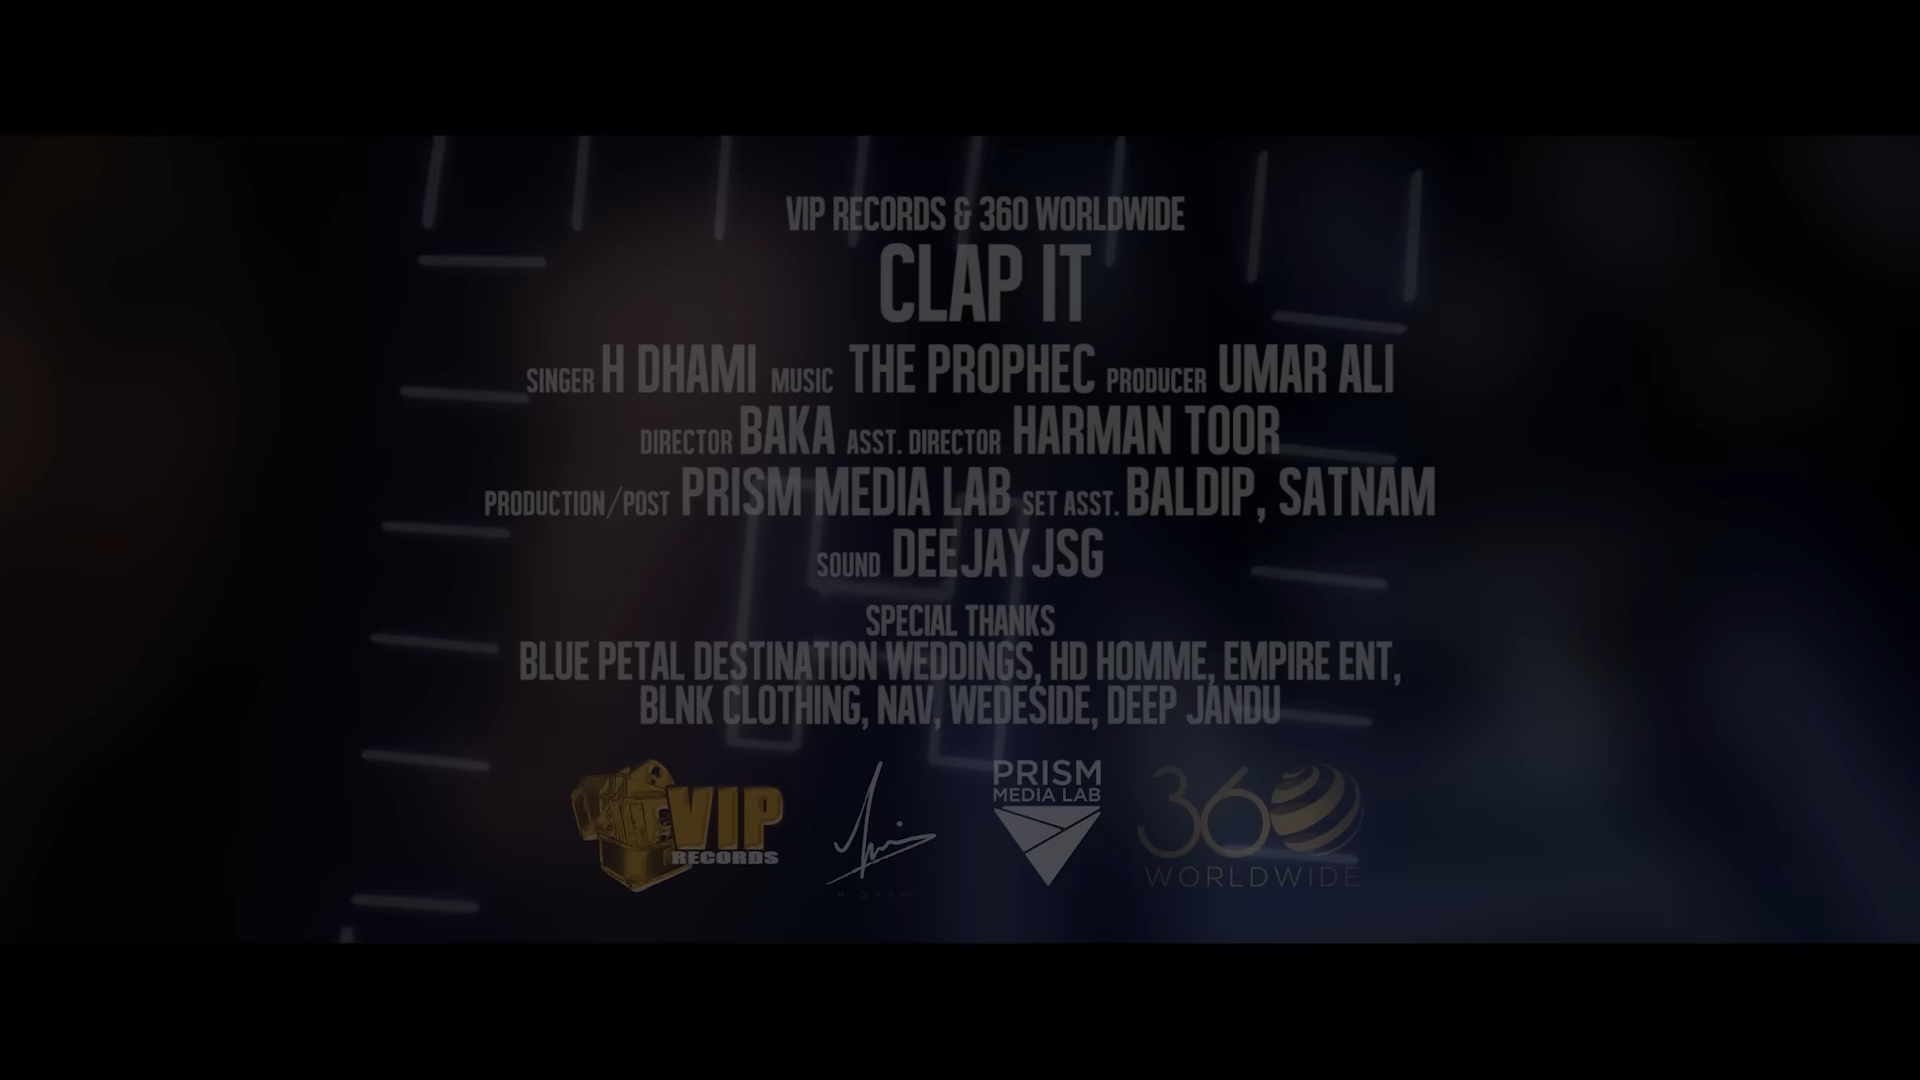 VIP RECORDS & 360 WORLDWIDE
CLAP IT
SINGER H DHAMI MUSIC THE PROPHEC PRODUCER UMAR ALI
DIRECTOR BAKA ASST. DIRECTOR HARMAN TOOR
PRODUCTION/POST PRISM MEDIA LAB SET ASST. BALDIP, SATNAM
SOUND DEEJAYJSG
SPECIAL THANKS
BLUE PETAL DESTINATION WEDDINGS, HD HOMME, EMPIRE ENT,
BLNK CLOTHING, NAV, WEDESIDE, DEEP JANDU
VIP
RECORDS
PRISM
MEDIA LAB
360
WORLDWIDE